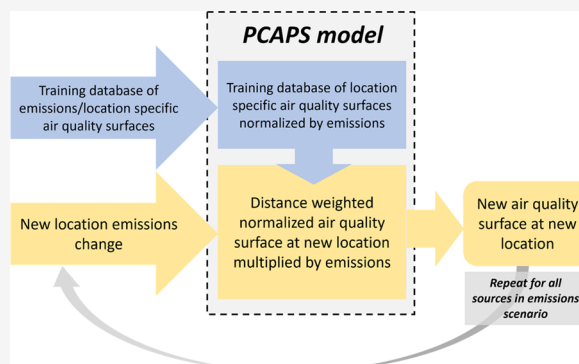 PCAPS model
Training database of
emissions/location specific
air quality surfaces
Training database of location
specific air quality surfaces
normalized by emissions
New location emissions
change
Distance weighted
normalized air quality
surface at new location
multiplied by emissions
New air quality
surface at new
location
Repeat for all
sources in emissions
scenario